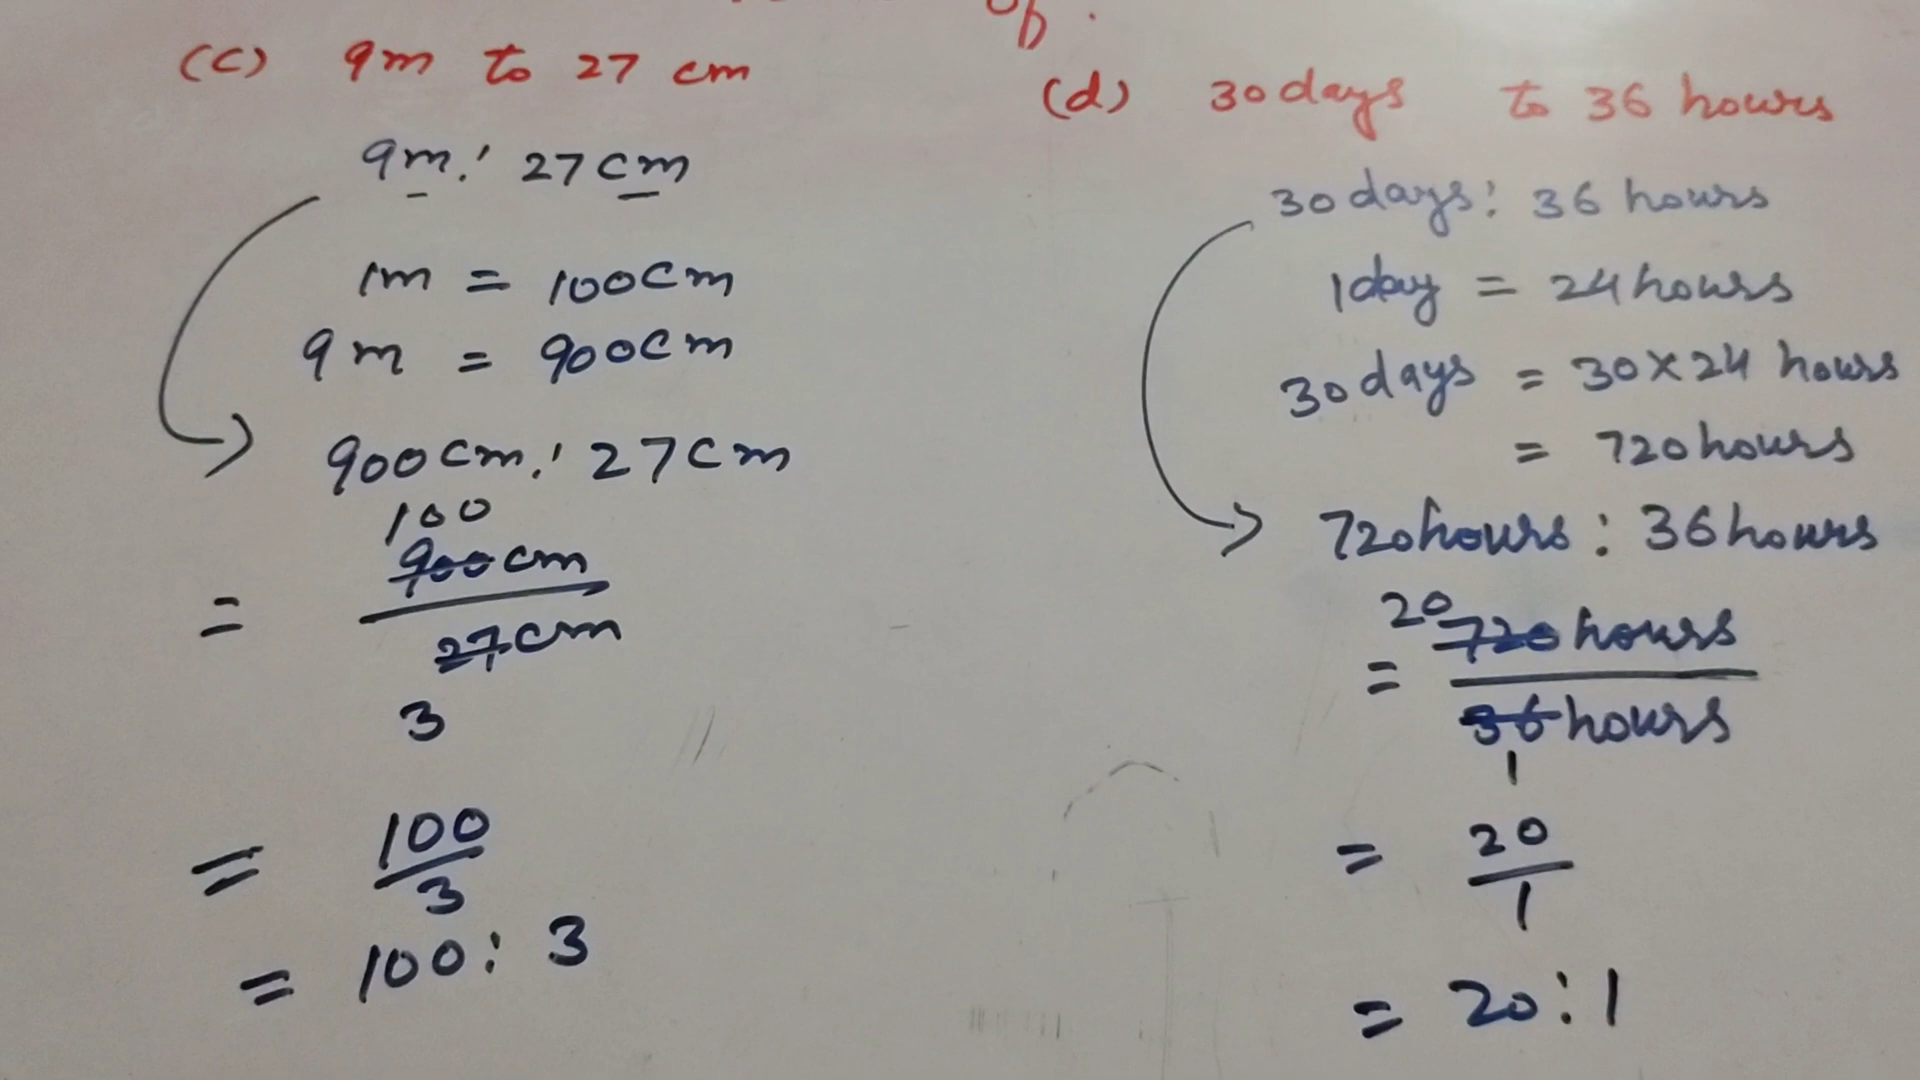 (c) 9m to 27 cm
9m : 27cm
1m = 100cm
9m = 900cm
900cm : 27cm
100
= 900cm
27cm
3
= 100
3
= 100 : 3
(d) 30 days to 36 hours
30 days : 36 hours
1 day = 24 hours
30 days = 30 × 24 hours
= 720 hours
720 hours : 36 hours
20
= 720 hours
36 hours
1
= 20
1
= 20 : 1